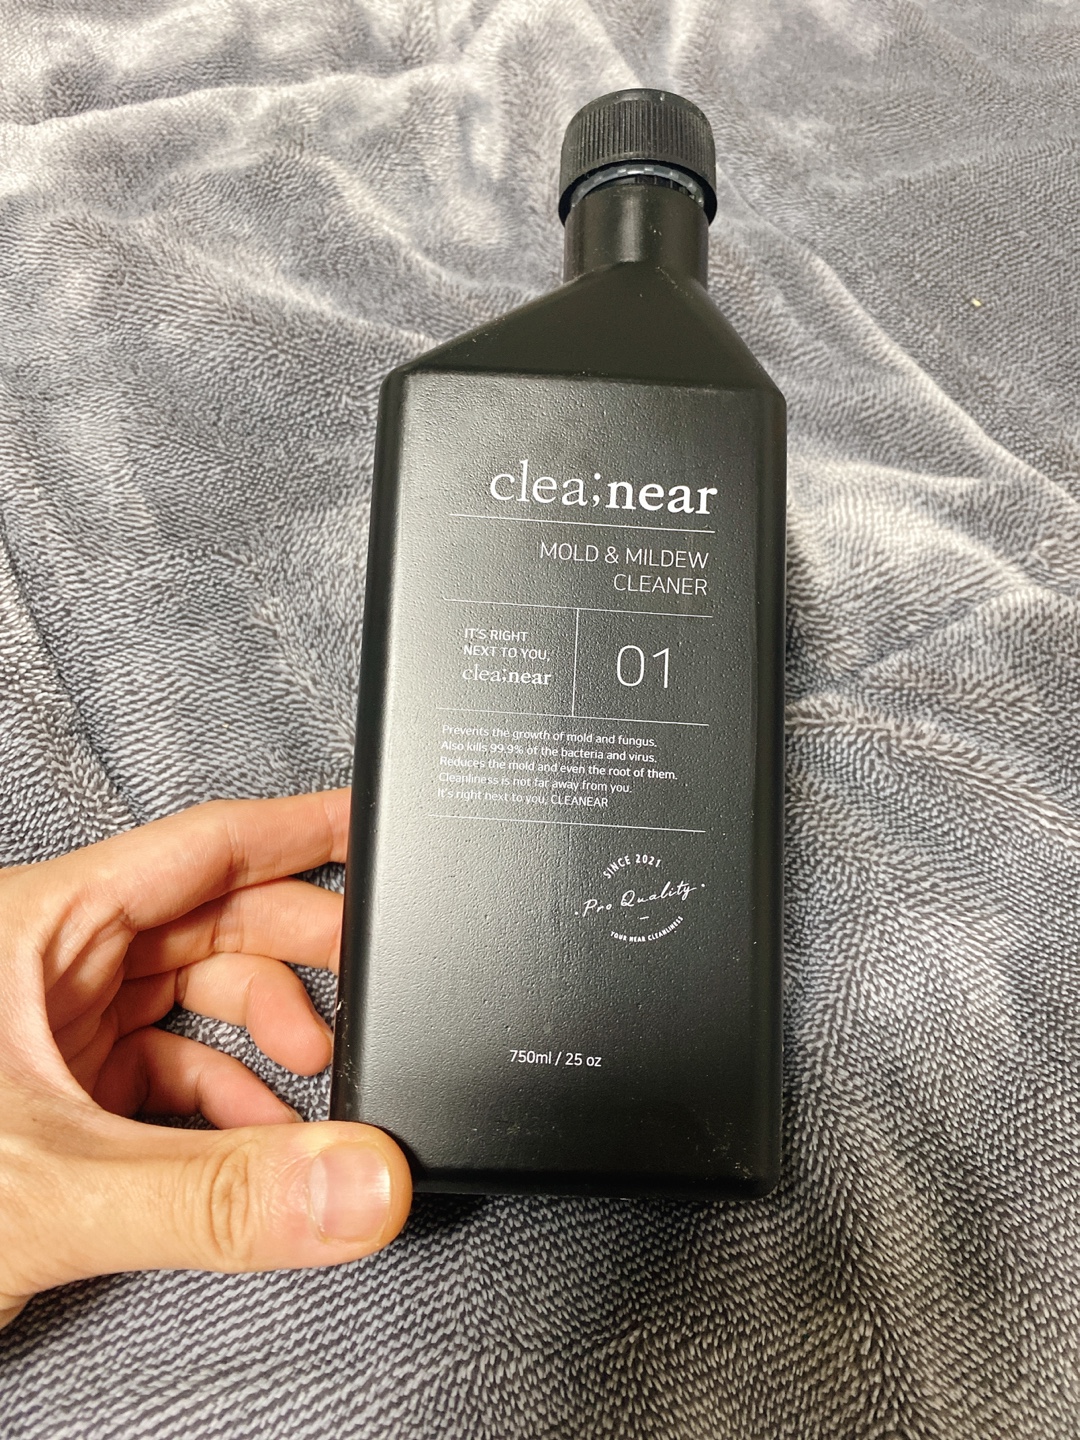 clea;near
MOLD & MILDEW
CLEANER
IT'S RIGHT
NEXT TO YOU,
clea;near
01
Prevents the growth of mold and fungus.
Also kills 99.9% of the bacteria and virus.
Reduces the mold and even the root of them.
Cleanliness is not far away from you.
It's right next to you, CLEANEAR
SINCE 2021
Pro Quality
YOUR NEAR CLEANLINESS
750ml / 25 oz